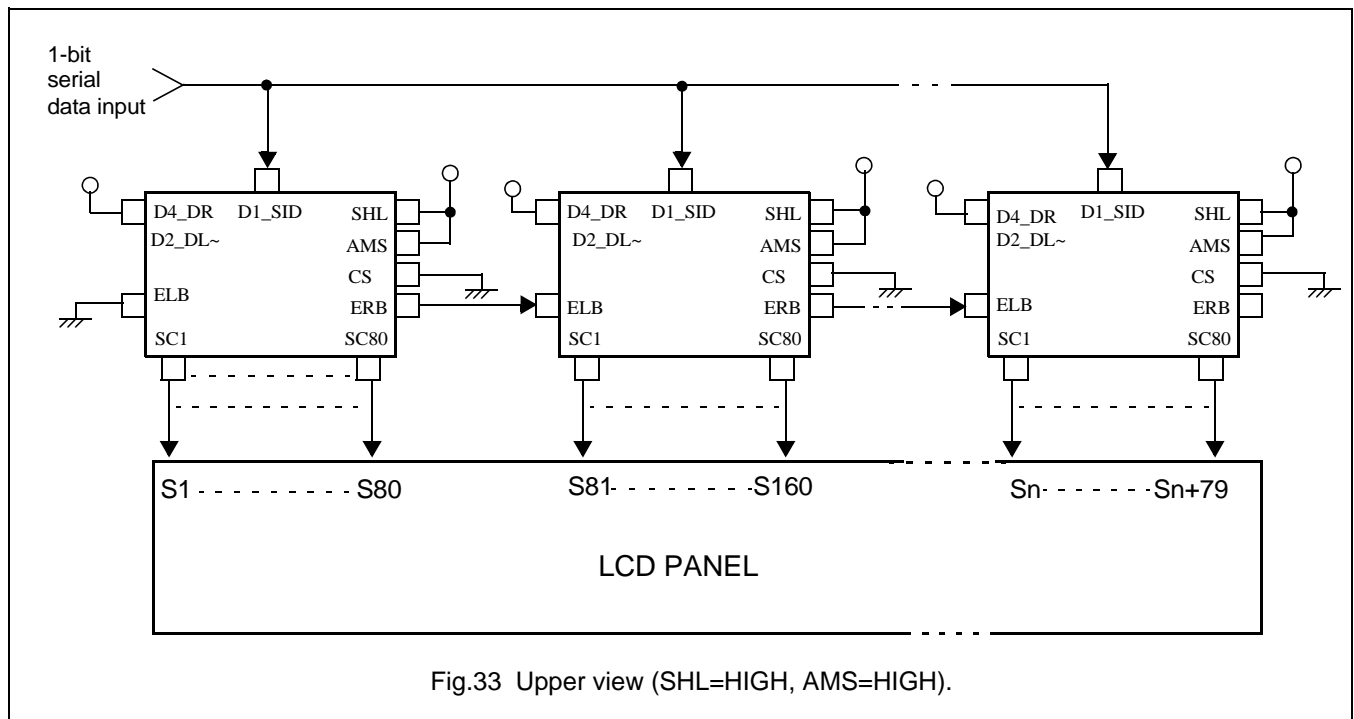 1-bit
serial
data input
D4_DR D1_SID SHL
D2_DL~ AMS
CS
ELB ERB
SC1 SC80
D4_DR D1_SID SHL
D2_DL~ AMS
CS
ELB ERB
SC1 SC80
D4_DR D1_SID SHL
D2_DL~ AMS
CS
ELB ERB
SC1 SC80
S1 S80 S81 S160 Sn Sn+79
LCD PANEL
Fig.33 Upper view (SHL=HIGH, AMS=HIGH).